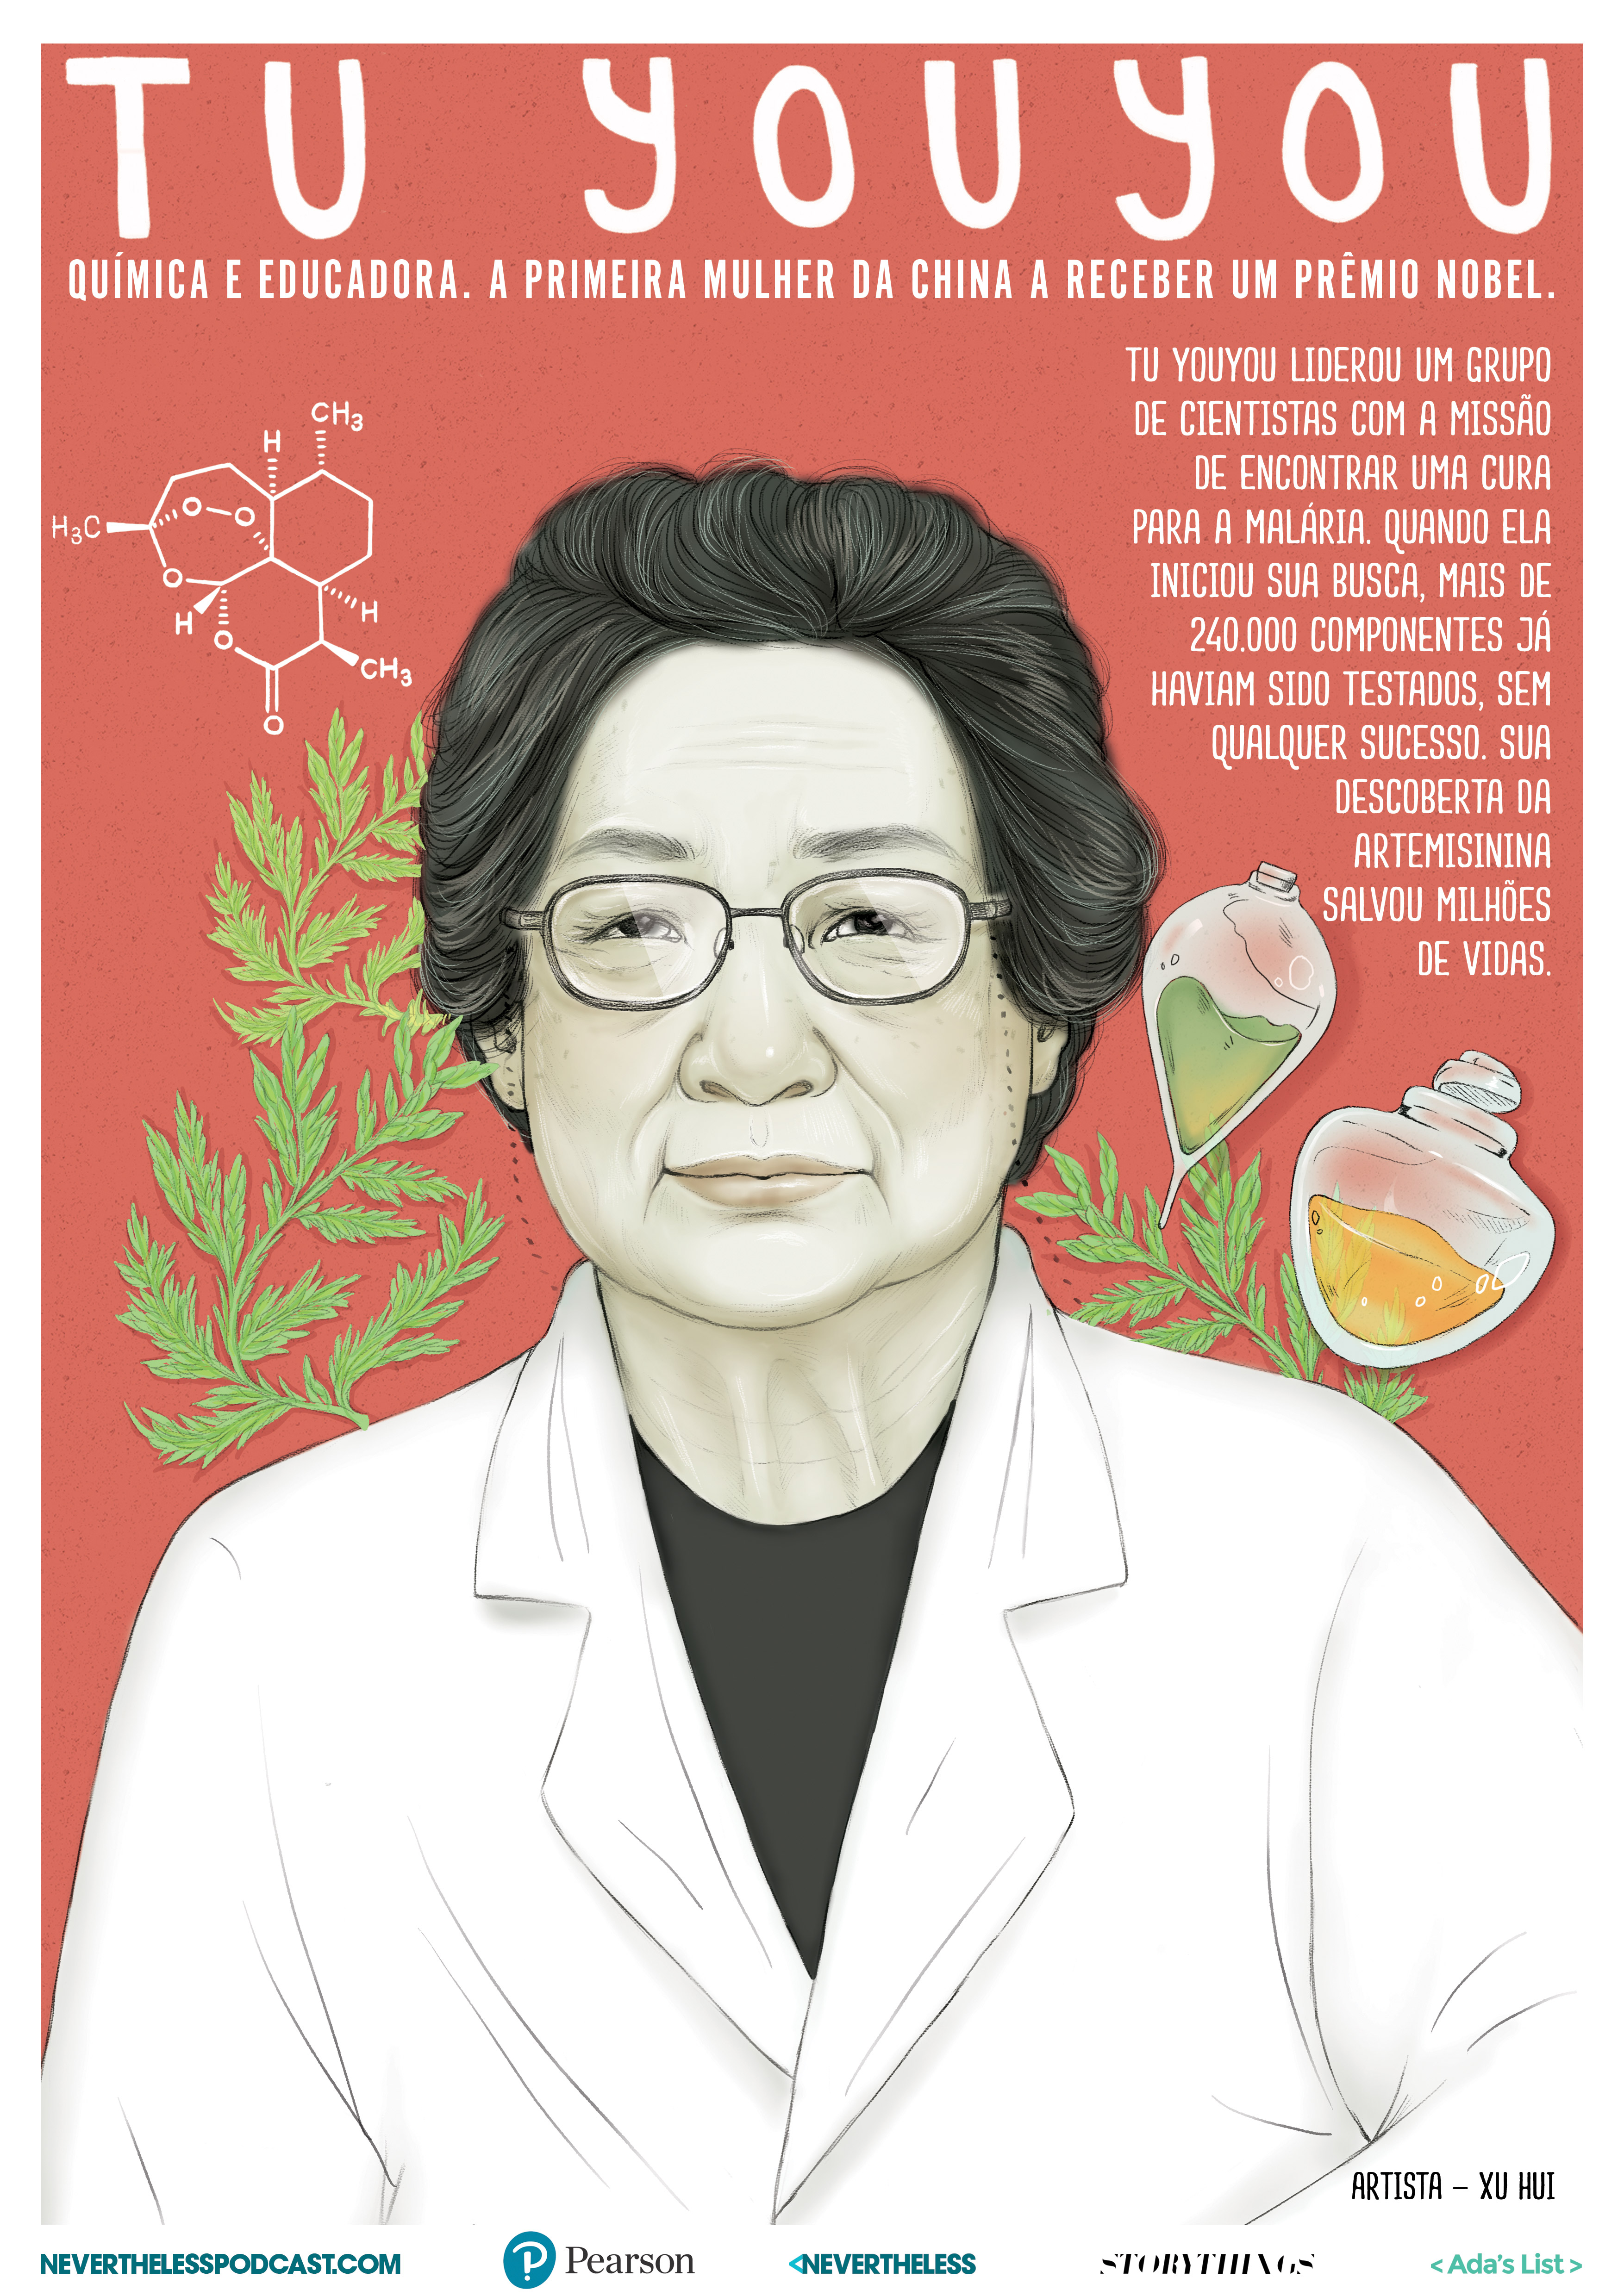 TU YOUYOU
QUÍMICA E EDUCADORA. A PRIMEIRA MULHER DA CHINA A RECEBER UM PRÊMIO NOBEL.
TU YOUYOU LIDEROU UM GRUPO
DE CIENTISTAS COM A MISSÃO
DE ENCONTRAR UMA CURA
PARA A MALÁRIA. QUANDO ELA
INICIOU SUA BUSCA, MAIS DE
240.000 COMPONENTES JÁ
HAVIAM SIDO TESTADOS, SEM
QUALQUER SUCESSO. SUA
DESCOBERTA DA
ARTEMISININA
SALVOU MILHÕES
DE VIDAS.
CH3
H
H3C
O O
O
H
H
O
CH3
O
ARTISTA – XU HUI
NEVERTHELESSPODCAST.COM
Pearson
<NEVERTHELESS
STORYTHINGS
<Ada's List>